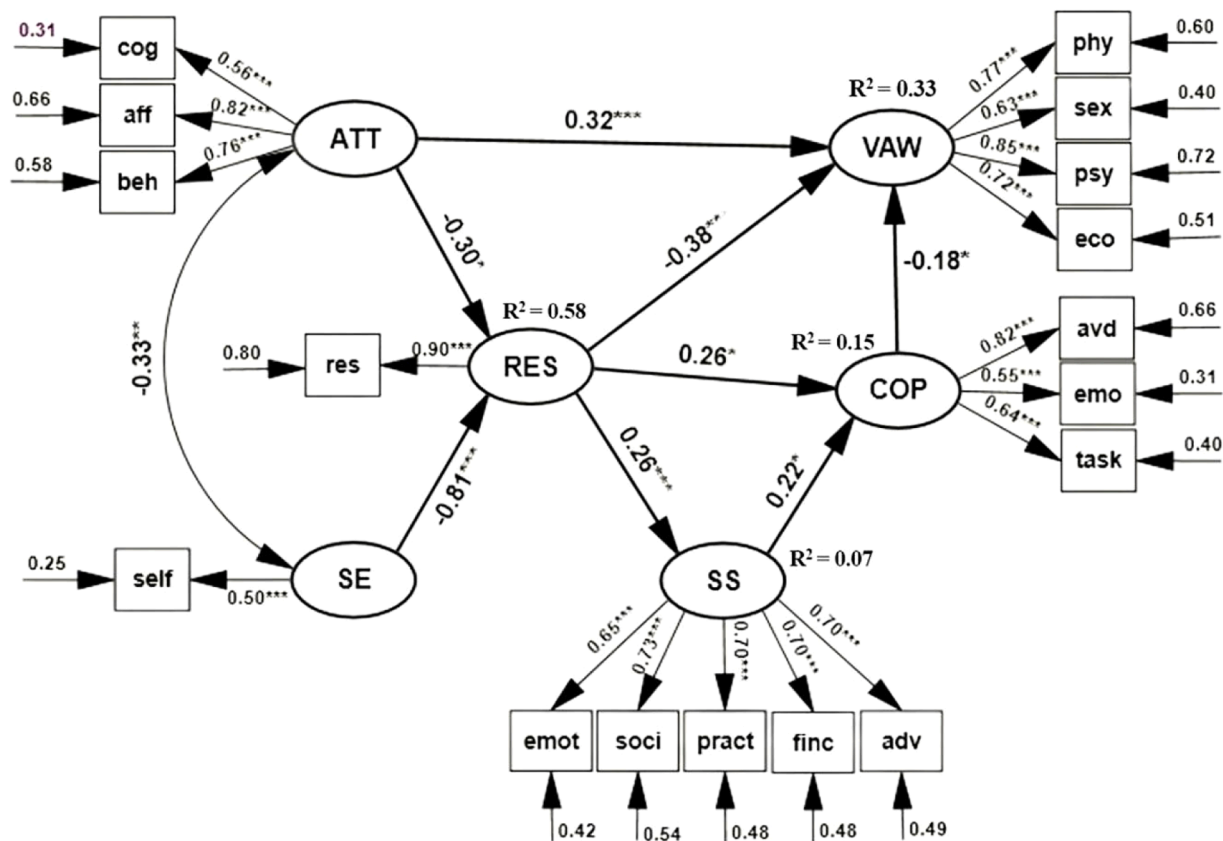 0.31
cog
0.56***
0.66
aff
0.82***
0.58
beh
0.76***
ATT
0.32***
R² = 0.33
VAW
0.77***
phy
0.60
0.63***
sex
0.40
0.85***
psy
0.72
0.72***
eco
0.51
-0.30*
-0.38**
-0.18*
-0.33**
R² = 0.58
0.80
res
0.90***
RES
0.26*
R² = 0.15
COP
0.82***
avd
0.66
0.55***
emo
0.31
0.64***
task
0.40
-0.81***
0.26***
0.22*
0.25
self
0.50***
SE
SS
R² = 0.07
0.65***
0.73***
0.70***
0.70***
0.70***
emot
soci
pract
finc
adv
0.42
0.54
0.48
0.48
0.49